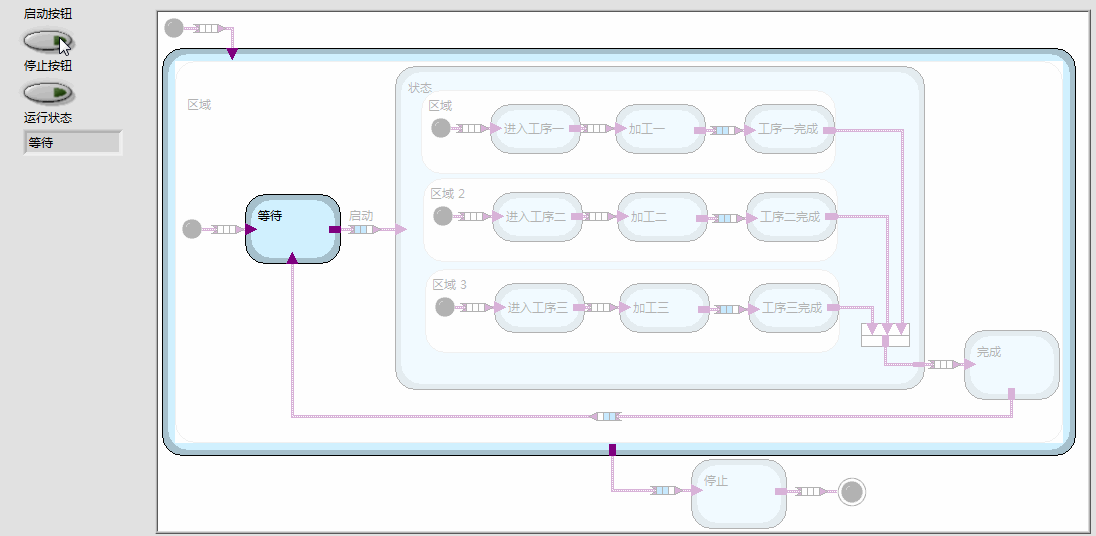 启动按钮
停止按钮
运行状态
等待
区域
等待
启动
状态
区域
进入工序一
加工一
工序一完成
区域 2
进入工序二
加工二
工序二完成
区域 3
进入工序三
加工三
工序三完成
完成
停止